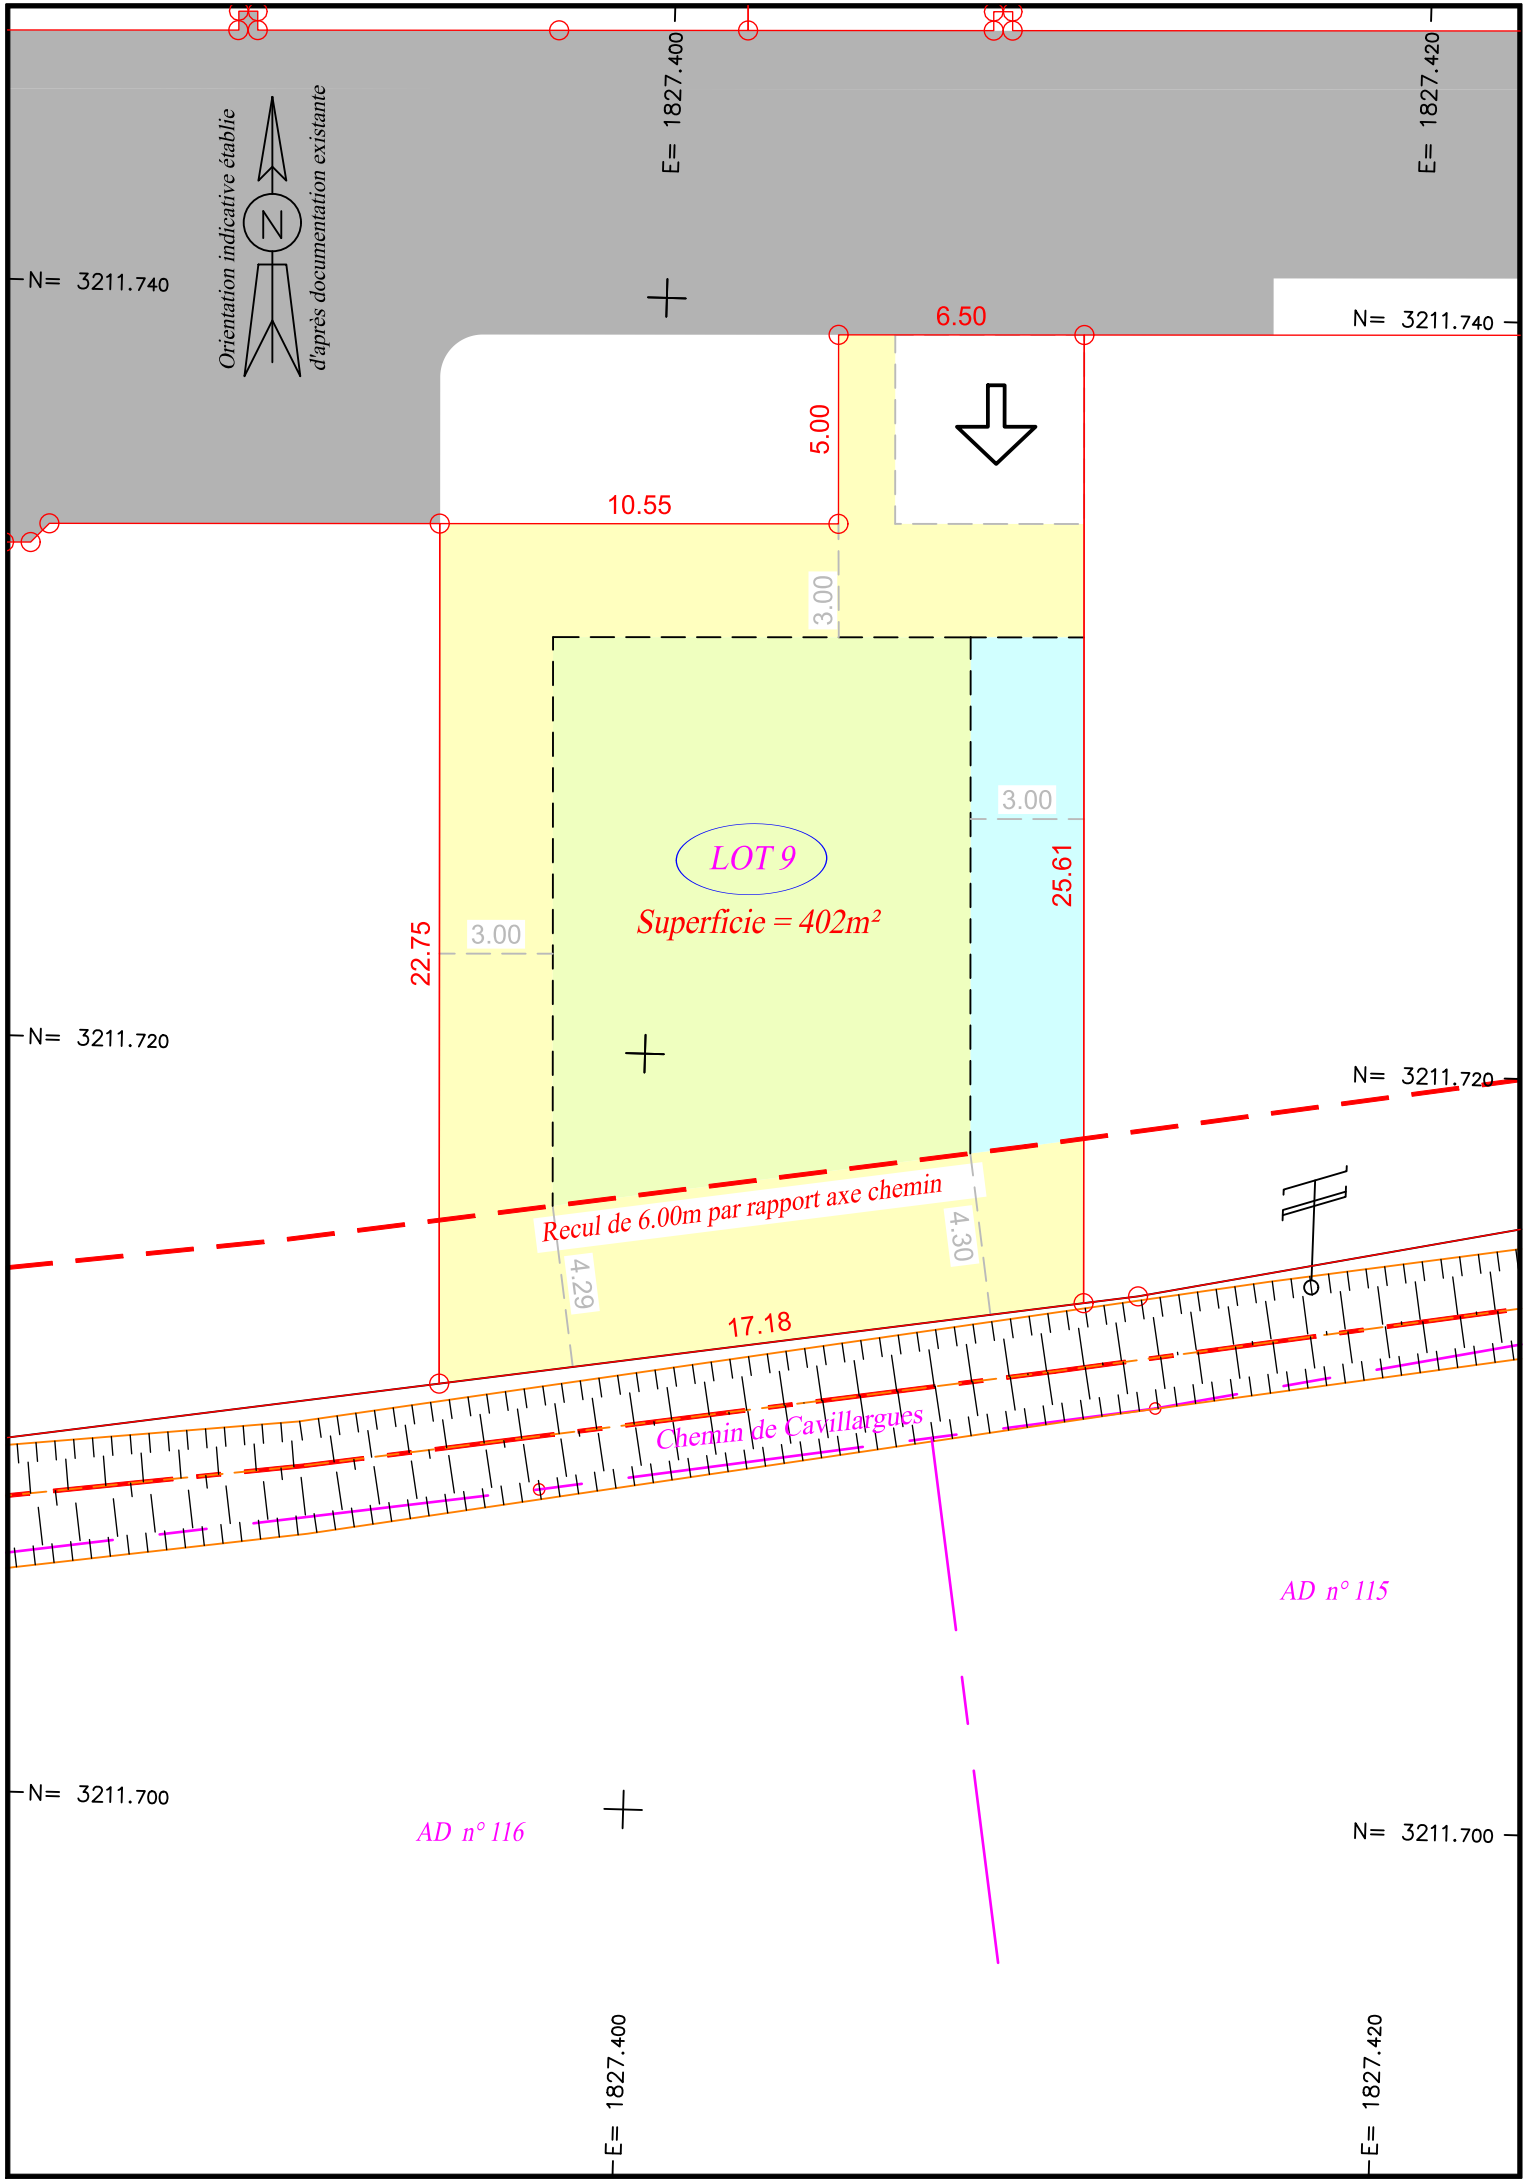 E= 1827.400
E= 1827.420
Orientation indicative établie
d'après documentation existante
N
N= 3211.740
N= 3211.740
6.50
5.00
10.55
3.00
3.00
LOT 9
25.61
Superficie = 402m²
3.00
22.75
N= 3211.720
N= 3211.720
Recul de 6.00m par rapport axe chemin
4.30
4.29
17.18
Chemin de Cavillargues
AD n° 115
N= 3211.700
AD n° 116
N= 3211.700
E= 1827.400
E= 1827.420